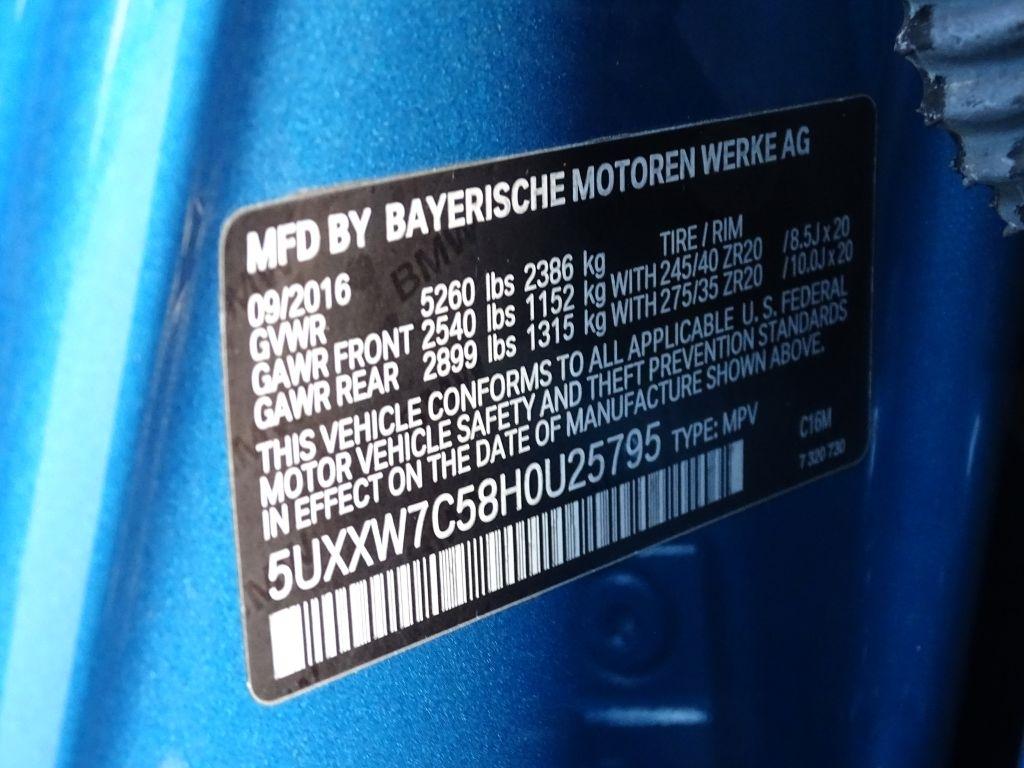 MFD BY BAYERISCHE MOTOREN WERKE AG
09/2016 TIRE / RIM
GVWR 5260 lbs 2386 kg
GAWR FRONT 2540 lbs 1152 kg WITH 245/40 ZR20 /8.5J x 20
GAWR REAR 2899 lbs 1315 kg WITH 275/35 ZR20 /10.0J x 20
THIS VEHICLE CONFORMS TO ALL APPLICABLE U. S. FEDERAL
MOTOR VEHICLE SAFETY AND THEFT PREVENTION STANDARDS
IN EFFECT ON THE DATE OF MANUFACTURE SHOWN ABOVE.
5UXXW7C58H0U25795 TYPE: MPV C16M
7 320 730